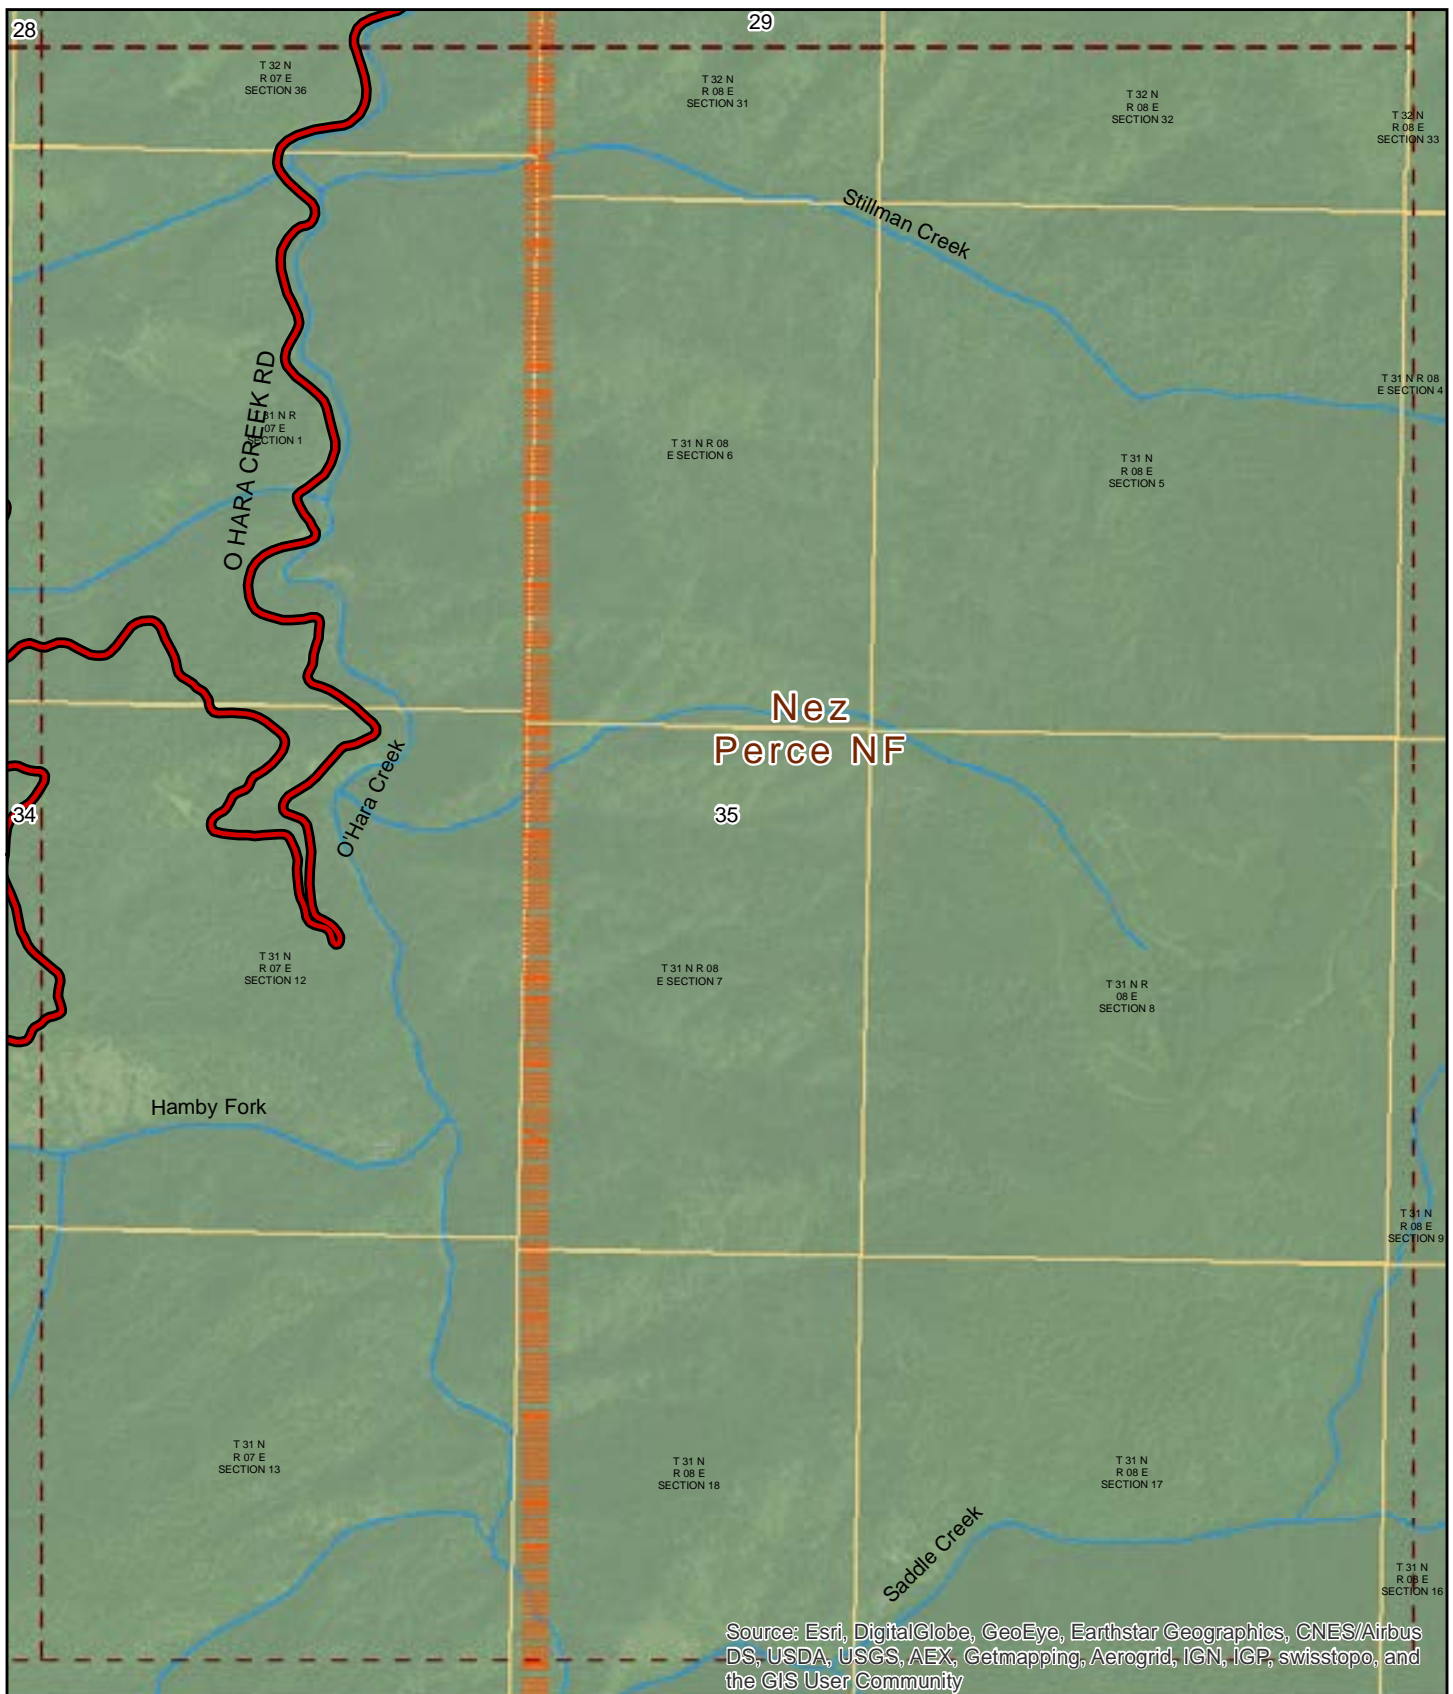 28
29
T 32 N
R 07 E
SECTION 36
T 32 N
R 08 E
SECTION 31
T 32 N
R 08 E
SECTION 32
T 32 N
R 08 E
SECTION 33
Stillman Creek
O HARA CREEK RD
T 31 N R
07 E
SECTION 1
T 31 N R 08
E SECTION 6
T 31 N
R 08 E
SECTION 5
T 31 N R 08
E SECTION 4
Nez
Perce NF
34
35
O'Hara Creek
T 31 N
R 07 E
SECTION 12
T 31 N R 08
E SECTION 7
T 31 N R
08 E
SECTION 8
Hamby Fork
T 31 N
R 08 E
SECTION 9
T 31 N
R 07 E
SECTION 13
T 31 N
R 08 E
SECTION 18
T 31 N
R 08 E
SECTION 17
Saddle Creek
T 31 N
R 08 E
SECTION 16
Source: Esri, DigitalGlobe, GeoEye, Earthstar Geographics, CNES/Airbus
DS, USDA, USGS, AEX, Getmapping, Aerogrid, IGN, IGP, swisstopo, and
the GIS User Community